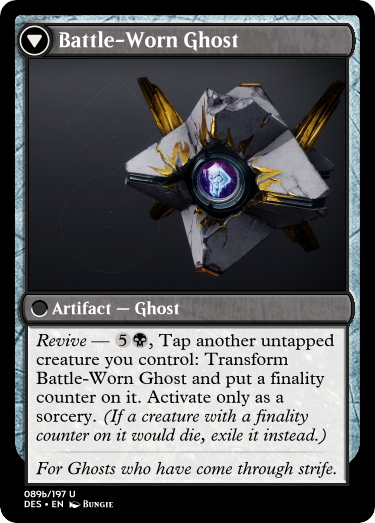 Battle-Worn Ghost
Artifact — Ghost
Revive — 5, Tap another untapped
creature you control: Transform
Battle-Worn Ghost and put a finality
counter on it. Activate only as a
sorcery. (If a creature with a finality
counter on it would die, exile it instead.)
For Ghosts who have come through strife.
089b/197 U
DES • EN Bungie